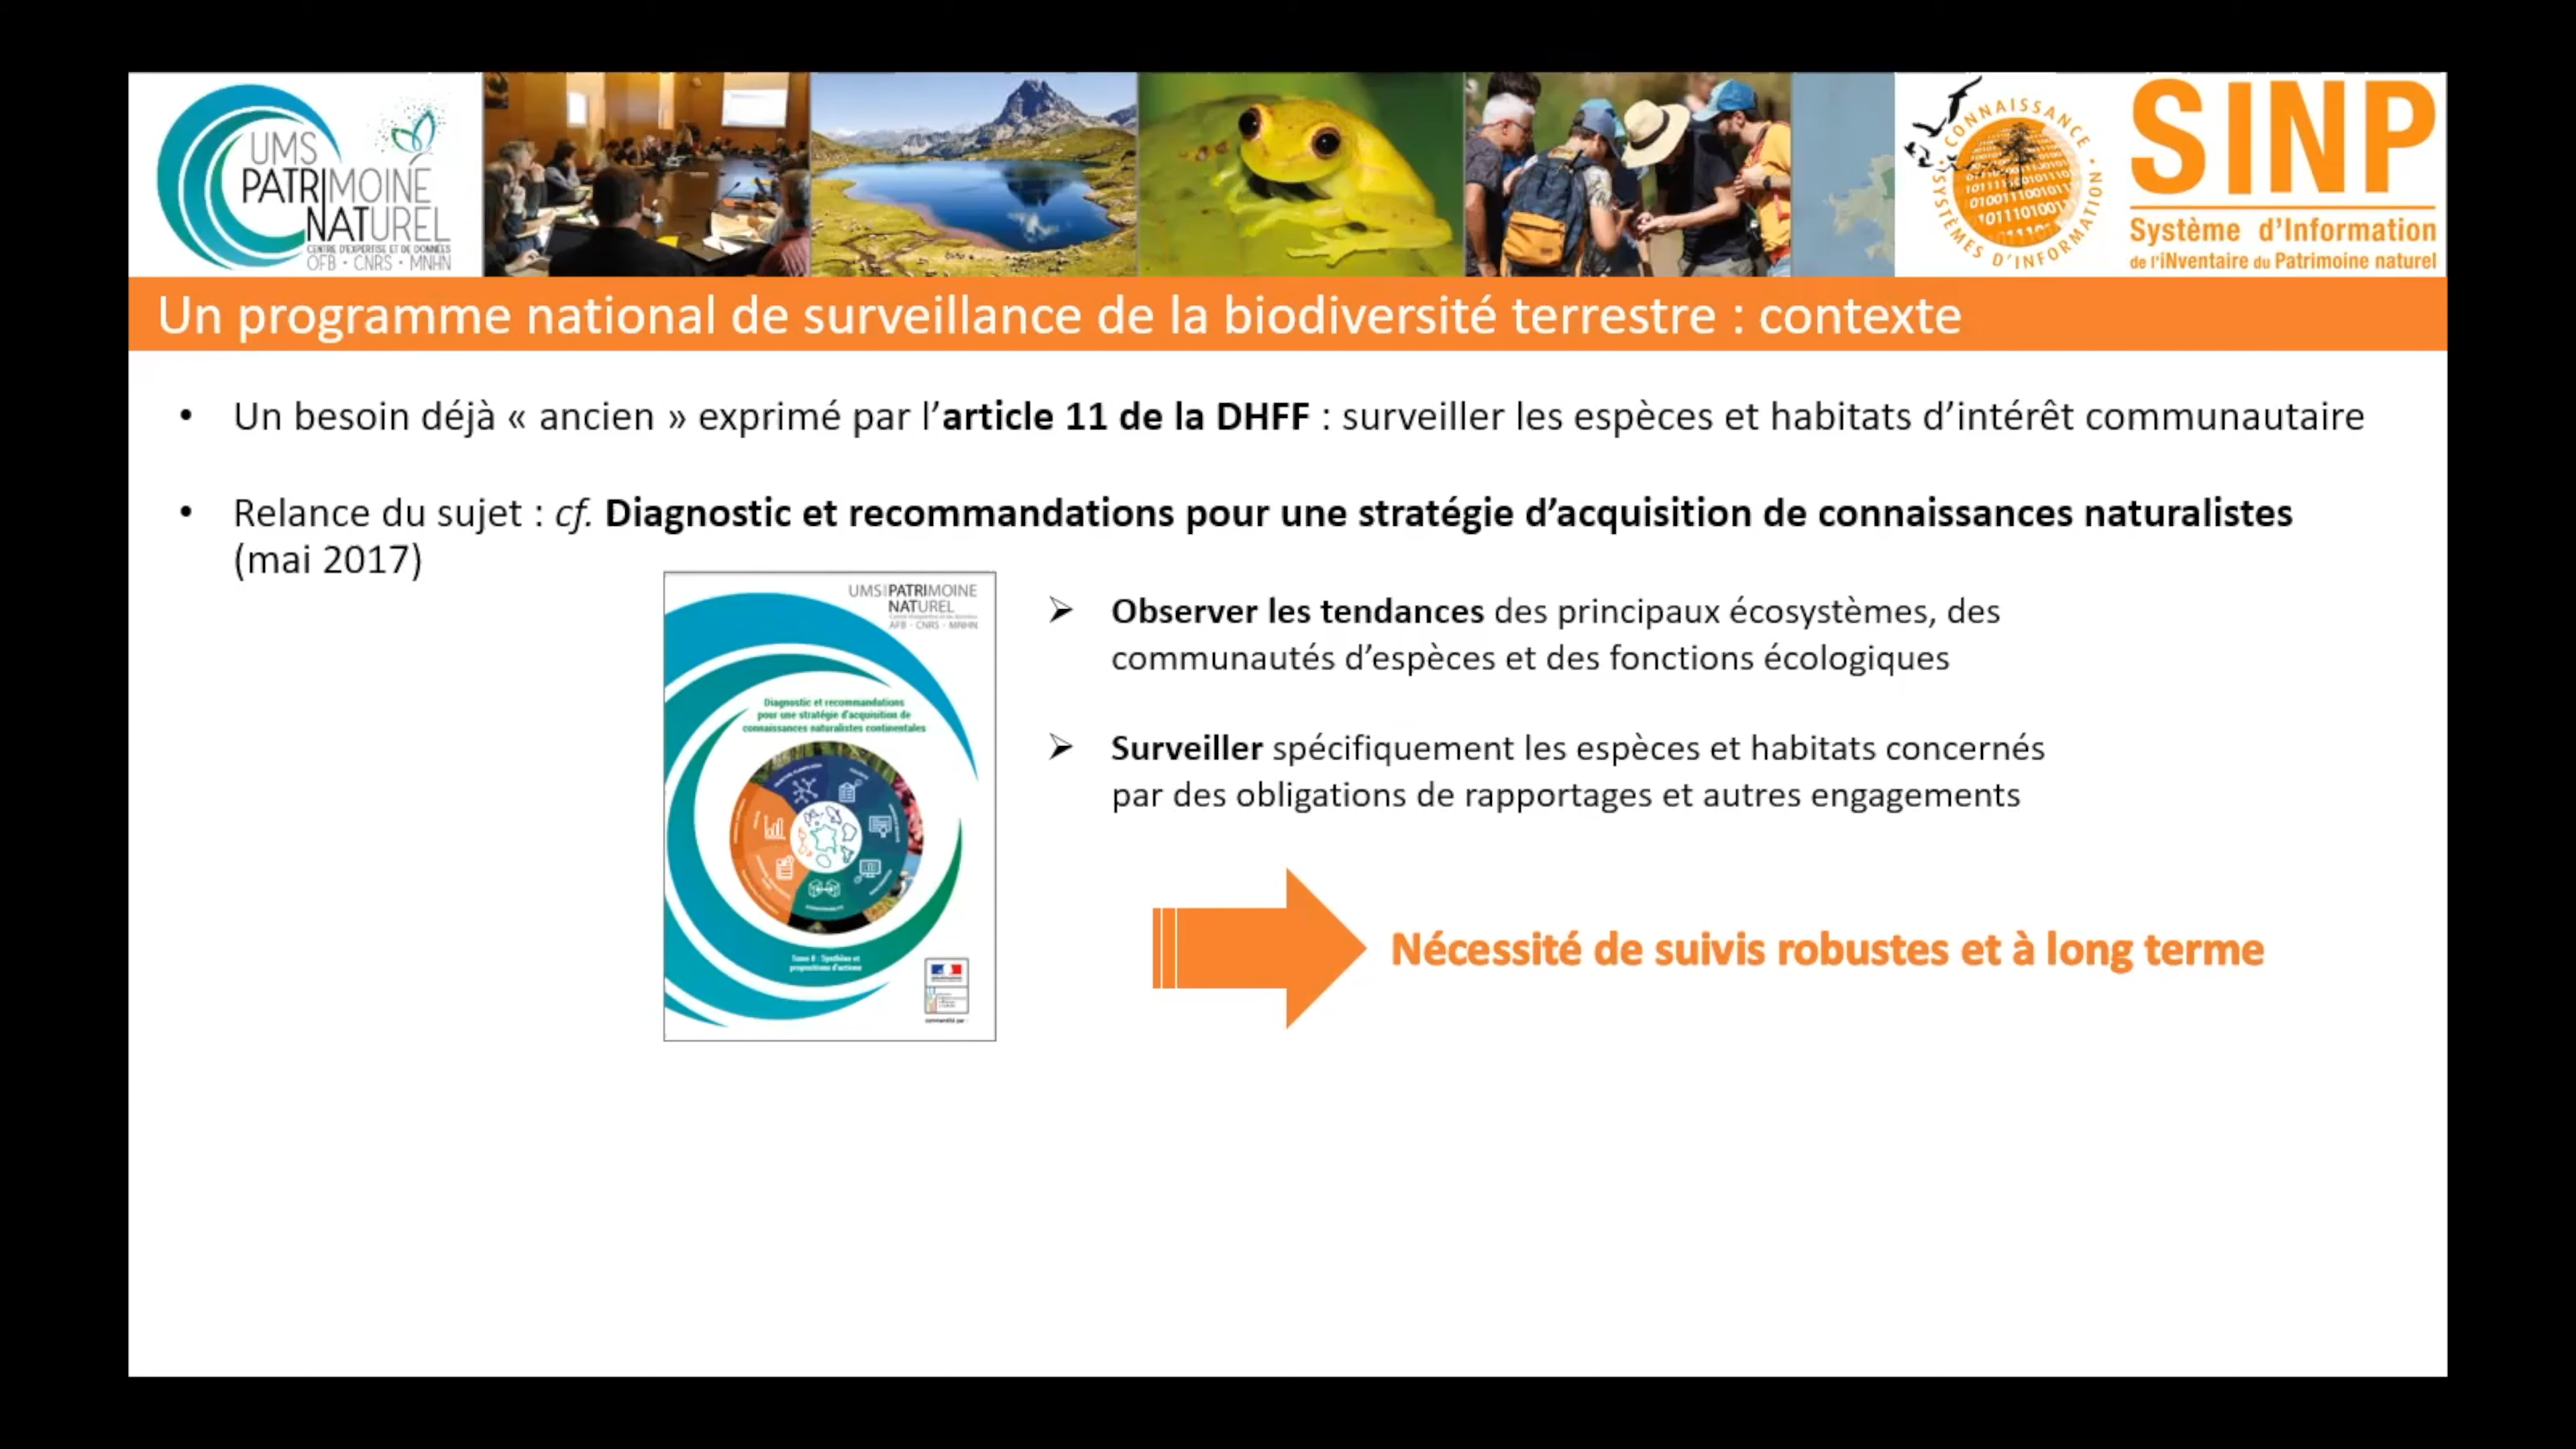 UMS
PATRIMOINE
NATUREL
CENTRE D'EXPERTISE ET DE DONNÉES
OFB • CNRS • MNHN
CONNAISSANCE • SYSTÈMES D'INFORMATION •
SINP
Système d'Information
de l'iNventaire du Patrimoine naturel
Un programme national de surveillance de la biodiversité terrestre : contexte
• Un besoin déjà « ancien » exprimé par l'article 11 de la DHFF : surveiller les espèces et habitats d'intérêt communautaire
• Relance du sujet : cf. Diagnostic et recommandations pour une stratégie d'acquisition de connaissances naturalistes
(mai 2017)
UMS PATRIMOINE
NATUREL
AFB - CNRS - MNHN
Diagnostic et recommandations
pour une stratégie d'acquisition de
connaissances naturalistes continentales
propositions d'actions
➢ Observer les tendances des principaux écosystèmes, des
communautés d'espèces et des fonctions écologiques
➢ Surveiller spécifiquement les espèces et habitats concernés
par des obligations de rapportages et autres engagements
Nécessité de suivis robustes et à long terme